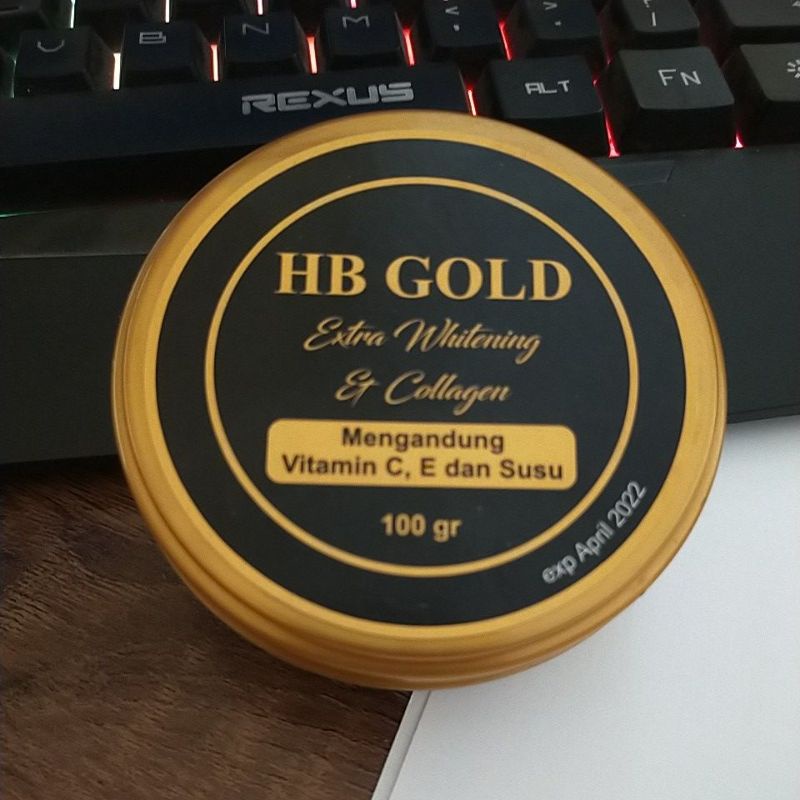 V B N M < >
REXUS ALT FN
HB GOLD
Extra Whitening
& Collagen
Mengandung
Vitamin C, E dan Susu
100 gr
exp April 2022